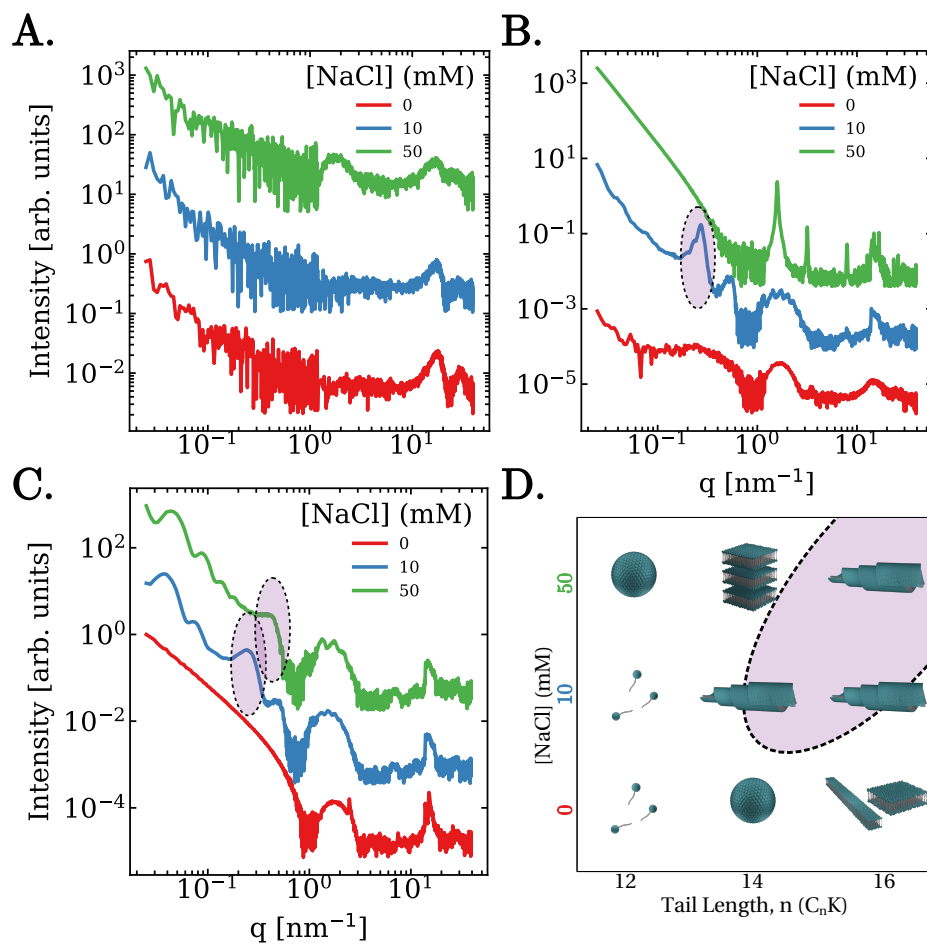 A.
[NaCl] (mM)
0
10
50
10³
10²
10¹
10⁰
10⁻¹
10⁻²
10⁻¹ 10⁰ 10¹
Intensity [arb. units]
B.
[NaCl] (mM)
0
10
50
10³
10¹
10⁻¹
10⁻³
10⁻⁵
10⁻¹ 10⁰ 10¹
q [nm⁻¹]
C.
[NaCl] (mM)
0
10
50
10²
10⁰
10⁻²
10⁻⁴
10⁻¹ 10⁰ 10¹
Intensity [arb. units]
q [nm⁻¹]
D.
50
10
0
[NaCl] (mM)
12 14 16
Tail Length, n (CₙK)